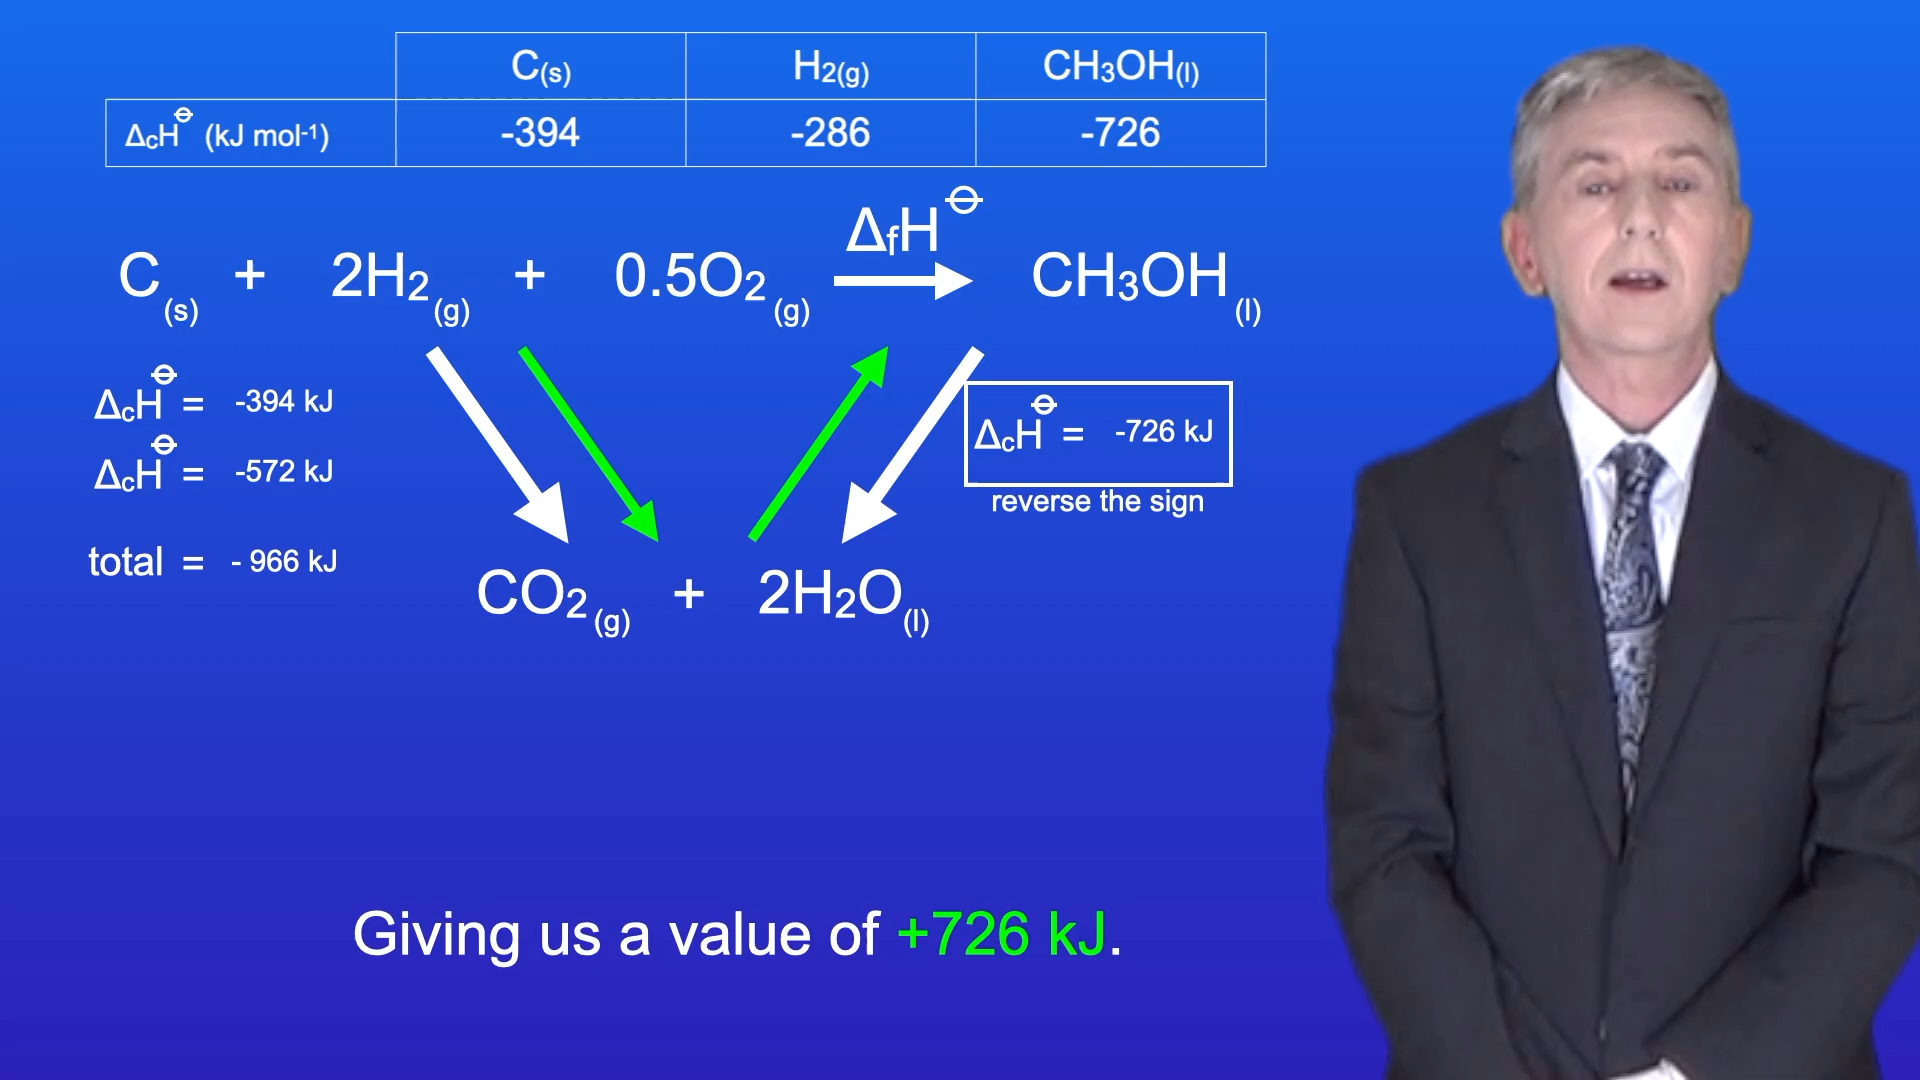 C(s) H2(g) CH3OH(l)
ΔcH⊖ (kJ mol-1) -394 -286 -726
ΔfH⊖
C(s) + 2H2(g) + 0.5O2(g) → CH3OH(l)
ΔcH⊖ = -394 kJ
ΔcH⊖ = -726 kJ
ΔcH⊖ = -572 kJ
reverse the sign
total = - 966 kJ
CO2(g) + 2H2O(l)
Giving us a value of +726 kJ.